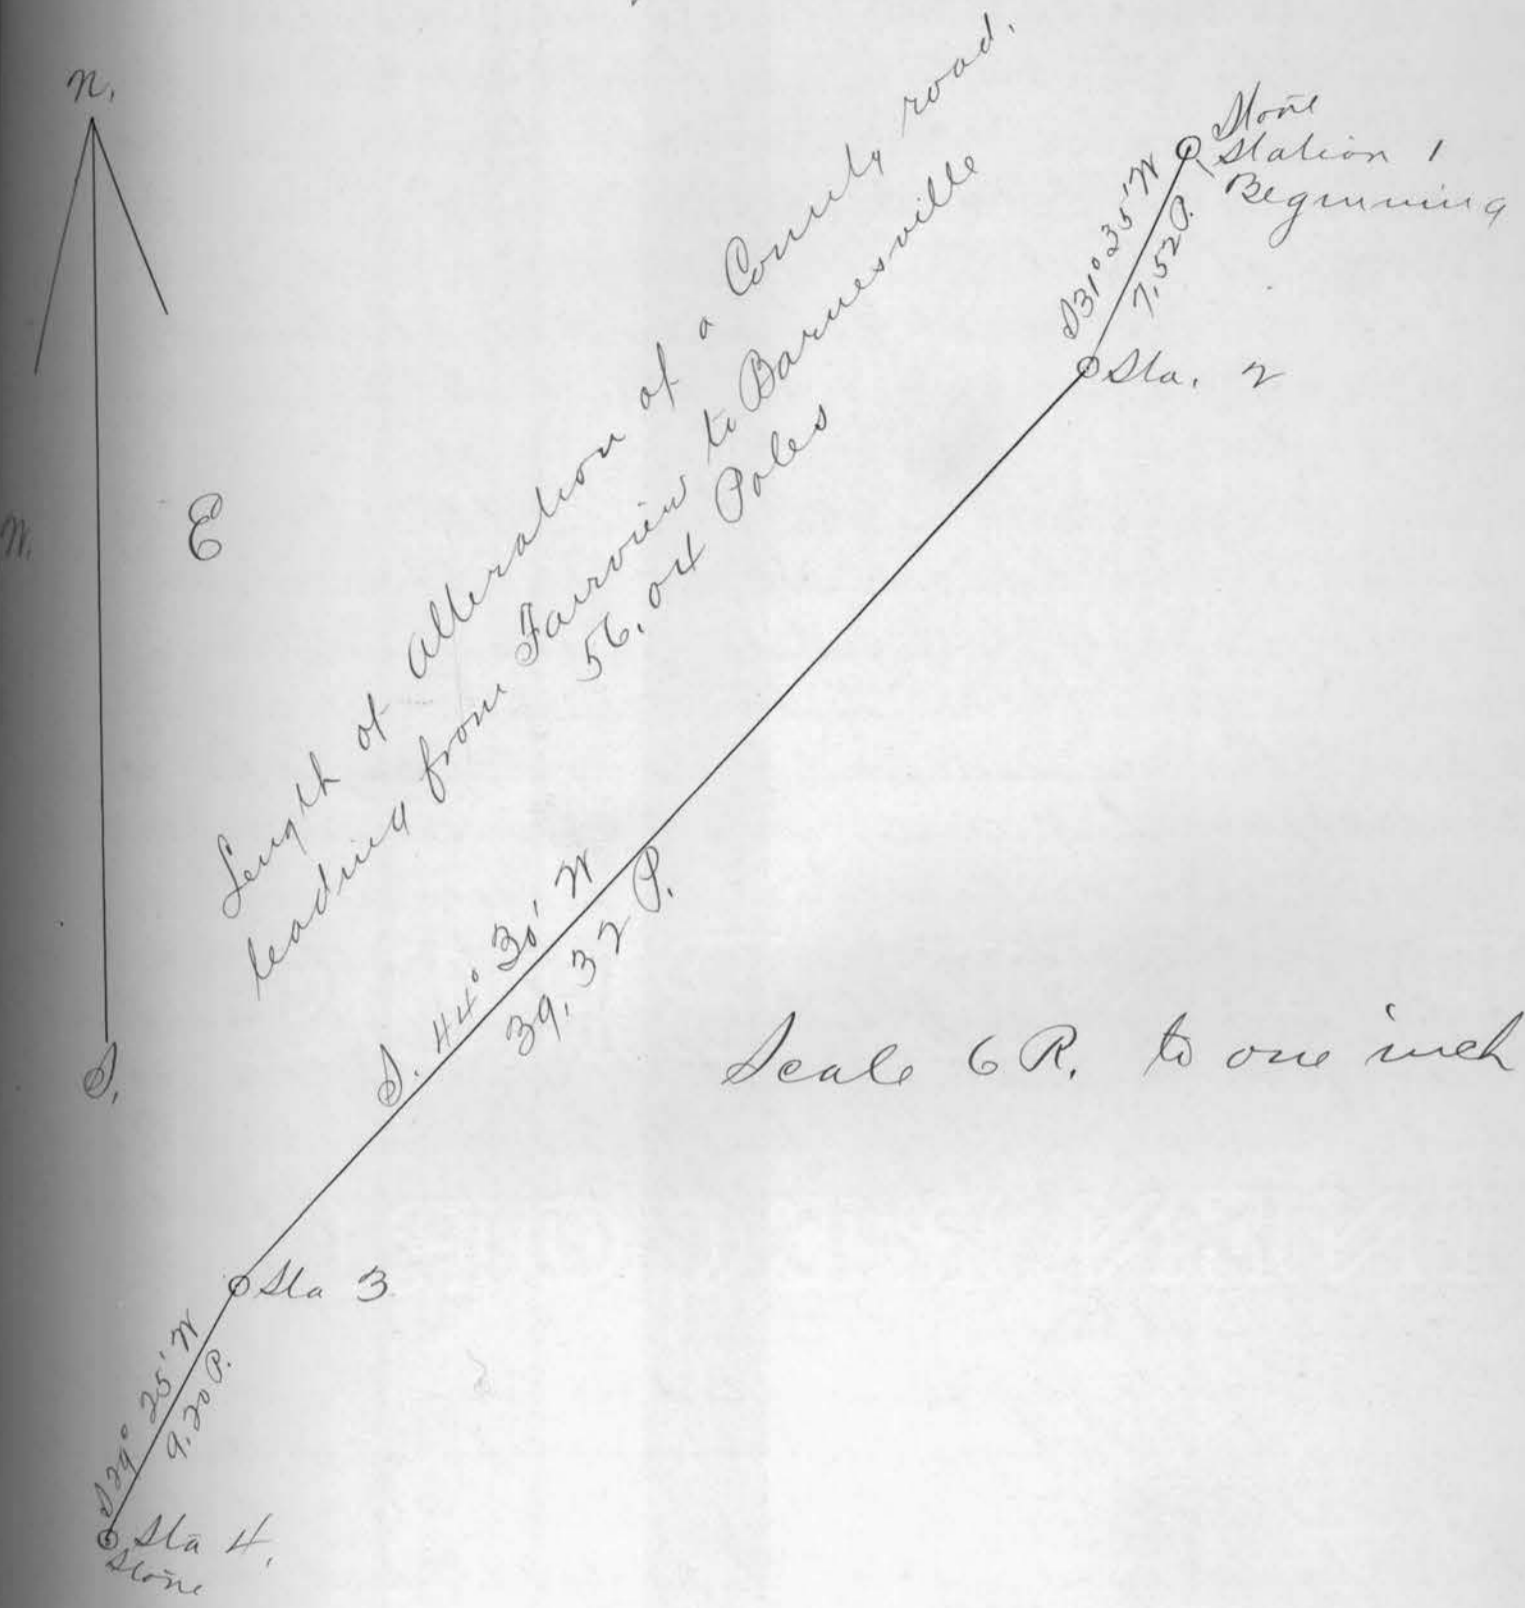 N.
Stone
Station 1
Beginning
S 31° 35' W
7.52 P.
Sta. 2
Length of alteration of a County road.
leading from Fairview to Barnesville
56.04 Poles
W.
E
S. 44° 30' W
39.32 P.
Scale 6 R. to one inch
S.
Sta 3
S 29° 25' W
9.20 P.
Sta 4.
Stone